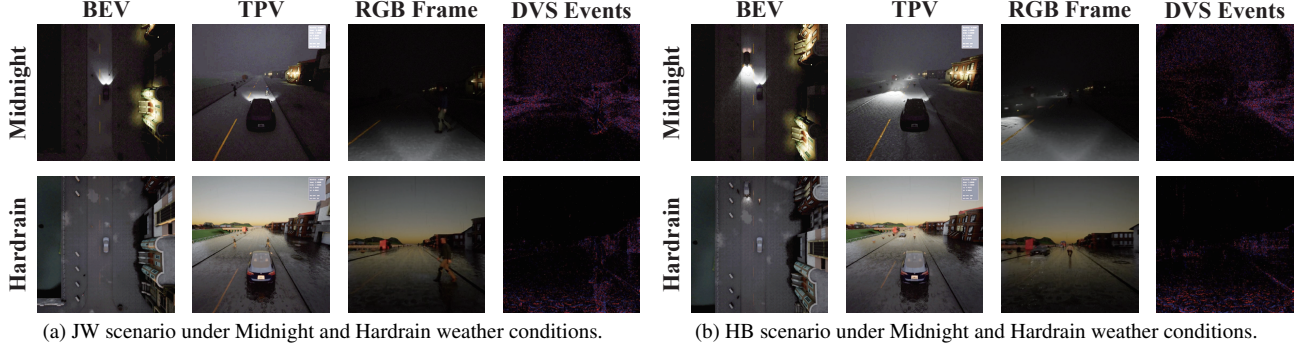 BEV TPV RGB Frame DVS Events BEV TPV RGB Frame DVS Events
Midnight Midnight
Hardrain Hardrain
(a) JW scenario under Midnight and Hardrain weather conditions. (b) HB scenario under Midnight and Hardrain weather conditions.